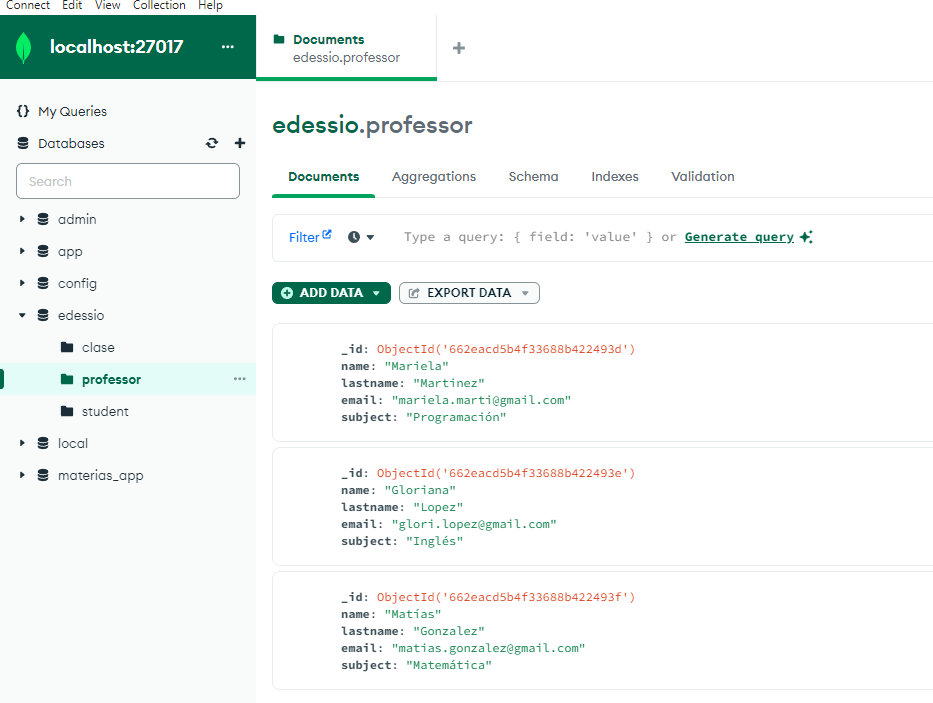 Connect Edit View Collection Help
localhost:27017 ...
Documents
edessio.professor
{} My Queries
Databases
Search
admin
app
config
edessio
clase
professor ...
student
local
materias_app
edessio.professor
Documents Aggregations Schema Indexes Validation
Filter Type a query: { field: 'value' } or Generate query
ADD DATA EXPORT DATA
_id: ObjectId('662eacd5b4f33688b422493d')
name: "Mariela"
lastname: "Martinez"
email: "mariela.marti@gmail.com"
subject: "Programación"
_id: ObjectId('662eacd5b4f33688b422493e')
name: "Gloriana"
lastname: "Lopez"
email: "glori.lopez@gmail.com"
subject: "Inglés"
_id: ObjectId('662eacd5b4f33688b422493f')
name: "Matías"
lastname: "Gonzalez"
email: "matias.gonzalez@gmail.com"
subject: "Matemática"